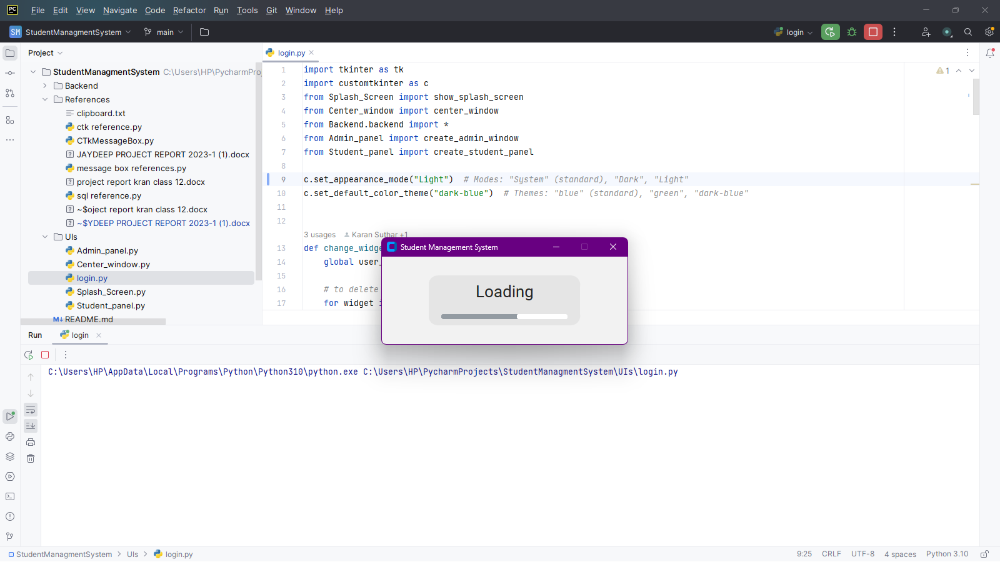 PC File Edit View Navigate Code Refactor Run Tools Git Window Help
SM StudentManagmentSystem main login
Project
login.py
StudentManagmentSystem C:\Users\HP\PycharmPro
Backend
References
clipboard.txt
ctk reference.py
CTkMessageBox.py
JAYDEEP PROJECT REPORT 2023-1 (1).docx
message box references.py
project report kran class 12.docx
sql reference.py
~$oject report kran class 12.docx
~$YDEEP PROJECT REPORT 2023-1 (1).docx
UIs
Admin_panel.py
Center_window.py
login.py
Splash_Screen.py
Student_panel.py
M↓ README.md
1 import tkinter as tk
2 import customtkinter as c
3 from Splash_Screen import show_splash_screen
4 from Center_window import center_window
5 from Backend.backend import *
6 from Admin_panel import create_admin_window
7 from Student_panel import create_student_panel
8
9 c.set_appearance_mode("Light")  # Modes: "System" (standard), "Dark", "Light"
10 c.set_default_color_theme("dark-blue")  # Themes: "blue" (standard), "green", "dark-blue"
11
12
3 usages Karan Suthar +1
13 def change_widge
14 global user_
15
16 # to delete
17 for widget i
1
Student Management System
Loading
Run login
C:\Users\HP\AppData\Local\Programs\Python\Python310\python.exe C:\Users\HP\PycharmProjects\StudentManagmentSystem\UIs\login.py
StudentManagmentSystem > UIs > login.py
9:25 CRLF UTF-8 4 spaces Python 3.10